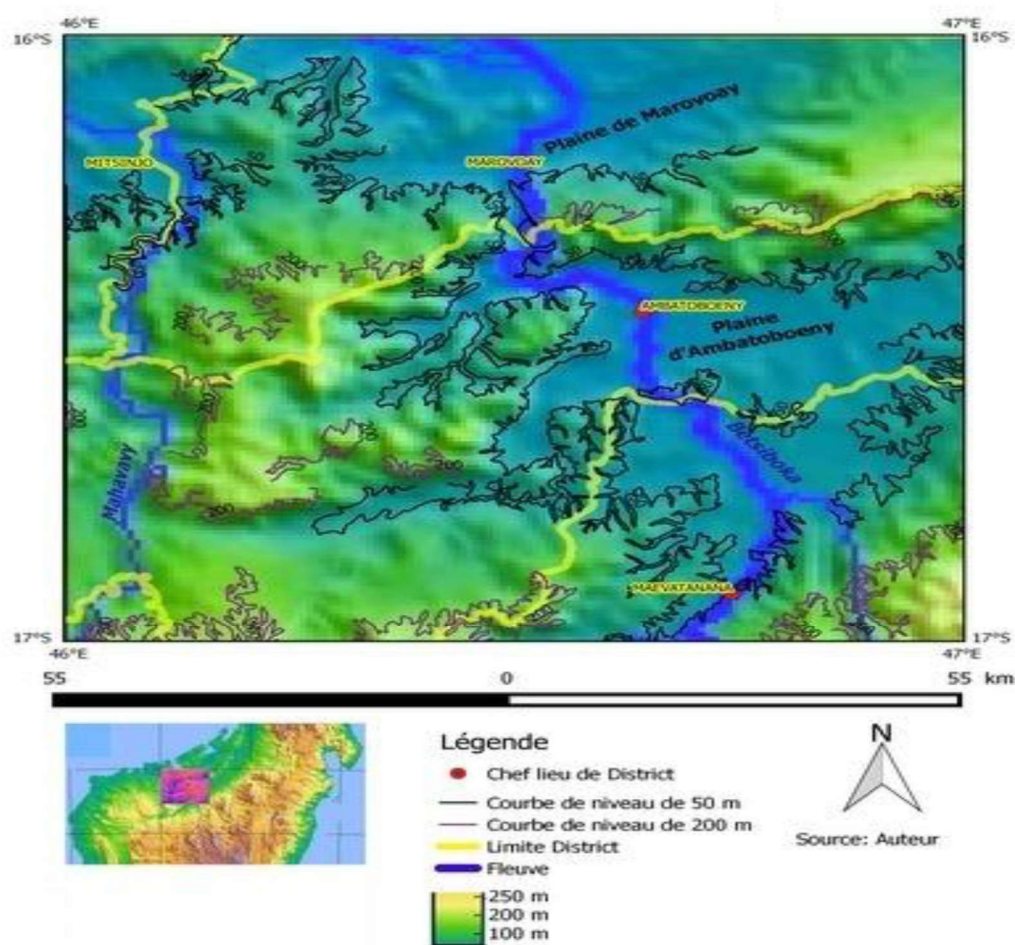 46°E 47°E
16°S 16°S
Plaine de Marovoay
MITSINJO
MAROVOAY
AMBATOBOENY
Plaine
d'Ambatoboeny
Betsiboka
Mahavavy
MAEVATANANA
17°S 17°S
46°E 47°E
55 0 55 km
Légende
Chef lieu de District
Courbe de niveau de 50 m
Courbe de niveau de 200 m
Limite District
Fleuve
250 m
200 m
100 m
N
Source: Auteur